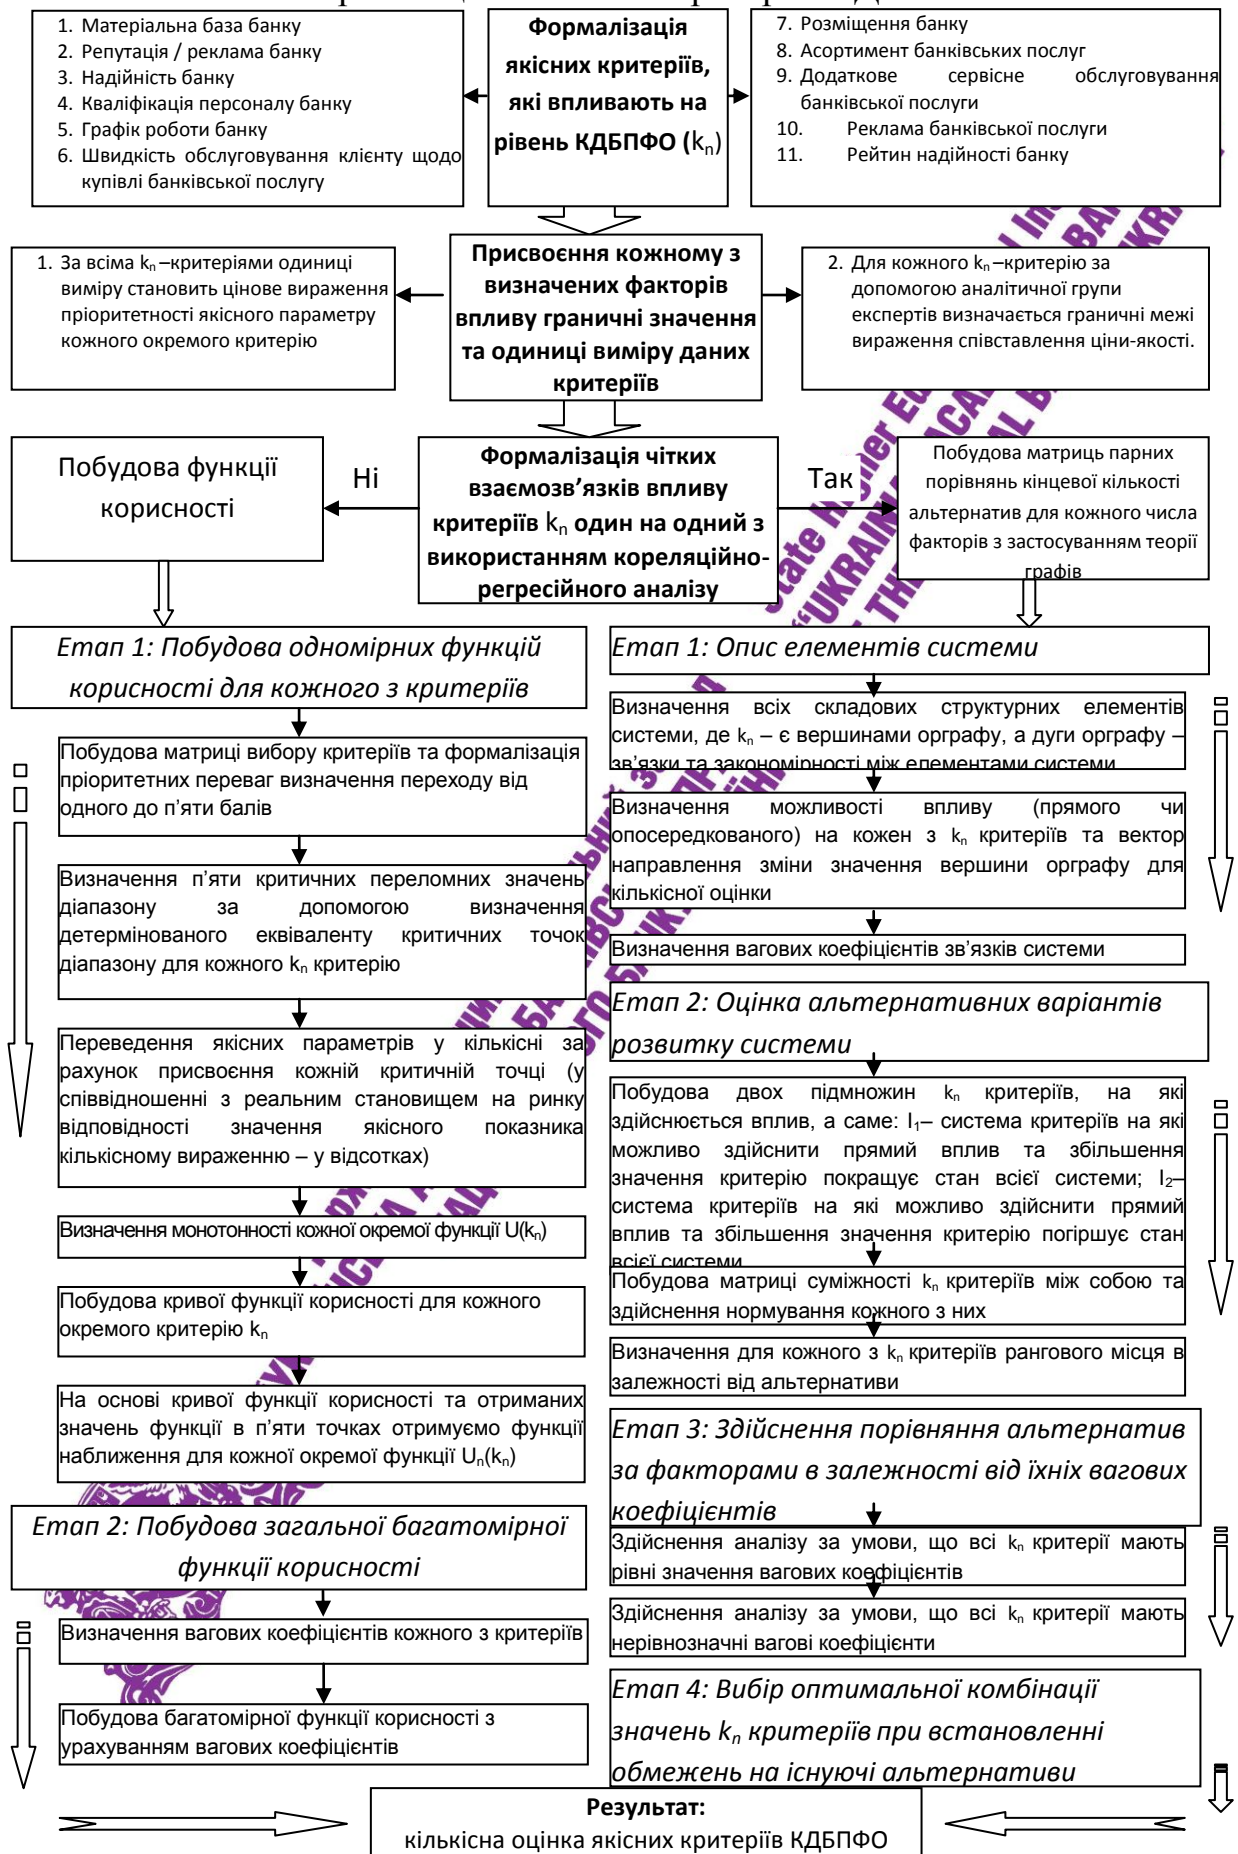 1. Матеріальна база банку
2. Репутація / реклама банку
3. Надійність банку
4. Кваліфікація персоналу банку
5. Графік роботи банку
6. Швидкість обслуговування клієнту щодо
купівлі банківської послугу
Формалізація
якісних критеріїв,
які впливають на
рівень КДБПФО (kn)
7. Розміщення банку
8. Асортимент банківських послуг
9. Додаткове сервісне обслуговування
банківської послуги
10. Реклама банківської послуги
11. Рейтин надійності банку
1. За всіма kn –критеріями одиниці
виміру становить цінове вираження
пріоритетності якісного параметру
кожного окремого критерію
Присвоєння кожному з
визначених факторів
впливу граничні значення
та одиниці виміру даних
критеріїв
2. Для кожного kn –критерію за
допомогою аналітичної групи
експертів визначається граничні межі
вираження співставлення ціни-якості.
Побудова функції
корисності
Ні
Формалізація чітких
взаємозв’язків впливу
критеріїв kn один на одний з
використанням кореляційно-
регресійного аналізу
Так
Побудова матриць парних
порівнянь кінцевої кількості
альтернатив для кожного числа
факторів з застосуванням теорії
графів
Етап 1: Побудова одномірних функцій
корисності для кожного з критеріїв
Побудова матриці вибору критеріїв та формалізація
пріоритетних переваг визначення переходу від
одного до п’яти балів
Визначення п’яти критичних переломних значень
діапазону за допомогою визначення
детермінованого еквіваленту критичних точок
діапазону для кожного kn критерію
Переведення якісних параметрів у кількісні за
рахунок присвоєння кожній критичній точці (у
співвідношенні з реальним становищем на ринку
відповідності значення якісного показника
кількісному вираженню – у відсотках)
Визначення монотонності кожної окремої функції U(kn)
Побудова кривої функції корисності для кожного
окремого критерію kn
На основі кривої функції корисності та отриманих
значень функції в п’яти точках отримуємо функції
наближення для кожної окремої функції Un(kn)
Етап 2: Побудова загальної багатомірної
функції корисності
Визначення вагових коефіцієнтів кожного з критеріїв
Побудова багатомірної функції корисності з
урахуванням вагових коефіцієнтів
Етап 1: Опис елементів системи
Визначення всіх складових структурних елементів
системи, де kn – є вершинами орграфу, а дуги орграфу –
зв’язки та закономірності між елементами системи
Визначення можливості впливу (прямого чи
опосередкованого) на кожен з kn критеріїв та вектор
направлення зміни значення вершини орграфу для
кількісної оцінки
Визначення вагових коефіцієнтів зв’язків системи
Етап 2: Оцінка альтернативних варіантів
розвитку системи
Побудова двох підмножин kn критеріїв, на які
здійснюється вплив, а саме: I1– система критеріїв на які
можливо здійснити прямий вплив та збільшення
значення критерію покращує стан всієї системи; I2–
система критеріїв на які можливо здійснити прямий
вплив та збільшення значення критерію погіршує стан
всієї системи
Побудова матриці суміжності kn критеріїв між собою та
здійснення нормування кожного з них
Визначення для кожного з kn критеріїв рангового місця в
залежності від альтернативи
Етап 3: Здійснення порівняння альтернатив
за факторами в залежності від їхніх вагових
коефіцієнтів
Здійснення аналізу за умови, що всі kn критерії мають
рівні значення вагових коефіцієнтів
Здійснення аналізу за умови, що всі kn критерії мають
нерівнозначні вагові коефіцієнти
Етап 4: Вибір оптимальної комбінації
значень kn критеріїв при встановленні
обмежень на існуючі альтернативи
Результат:
кількісна оцінка якісних критеріїв КДБПФО